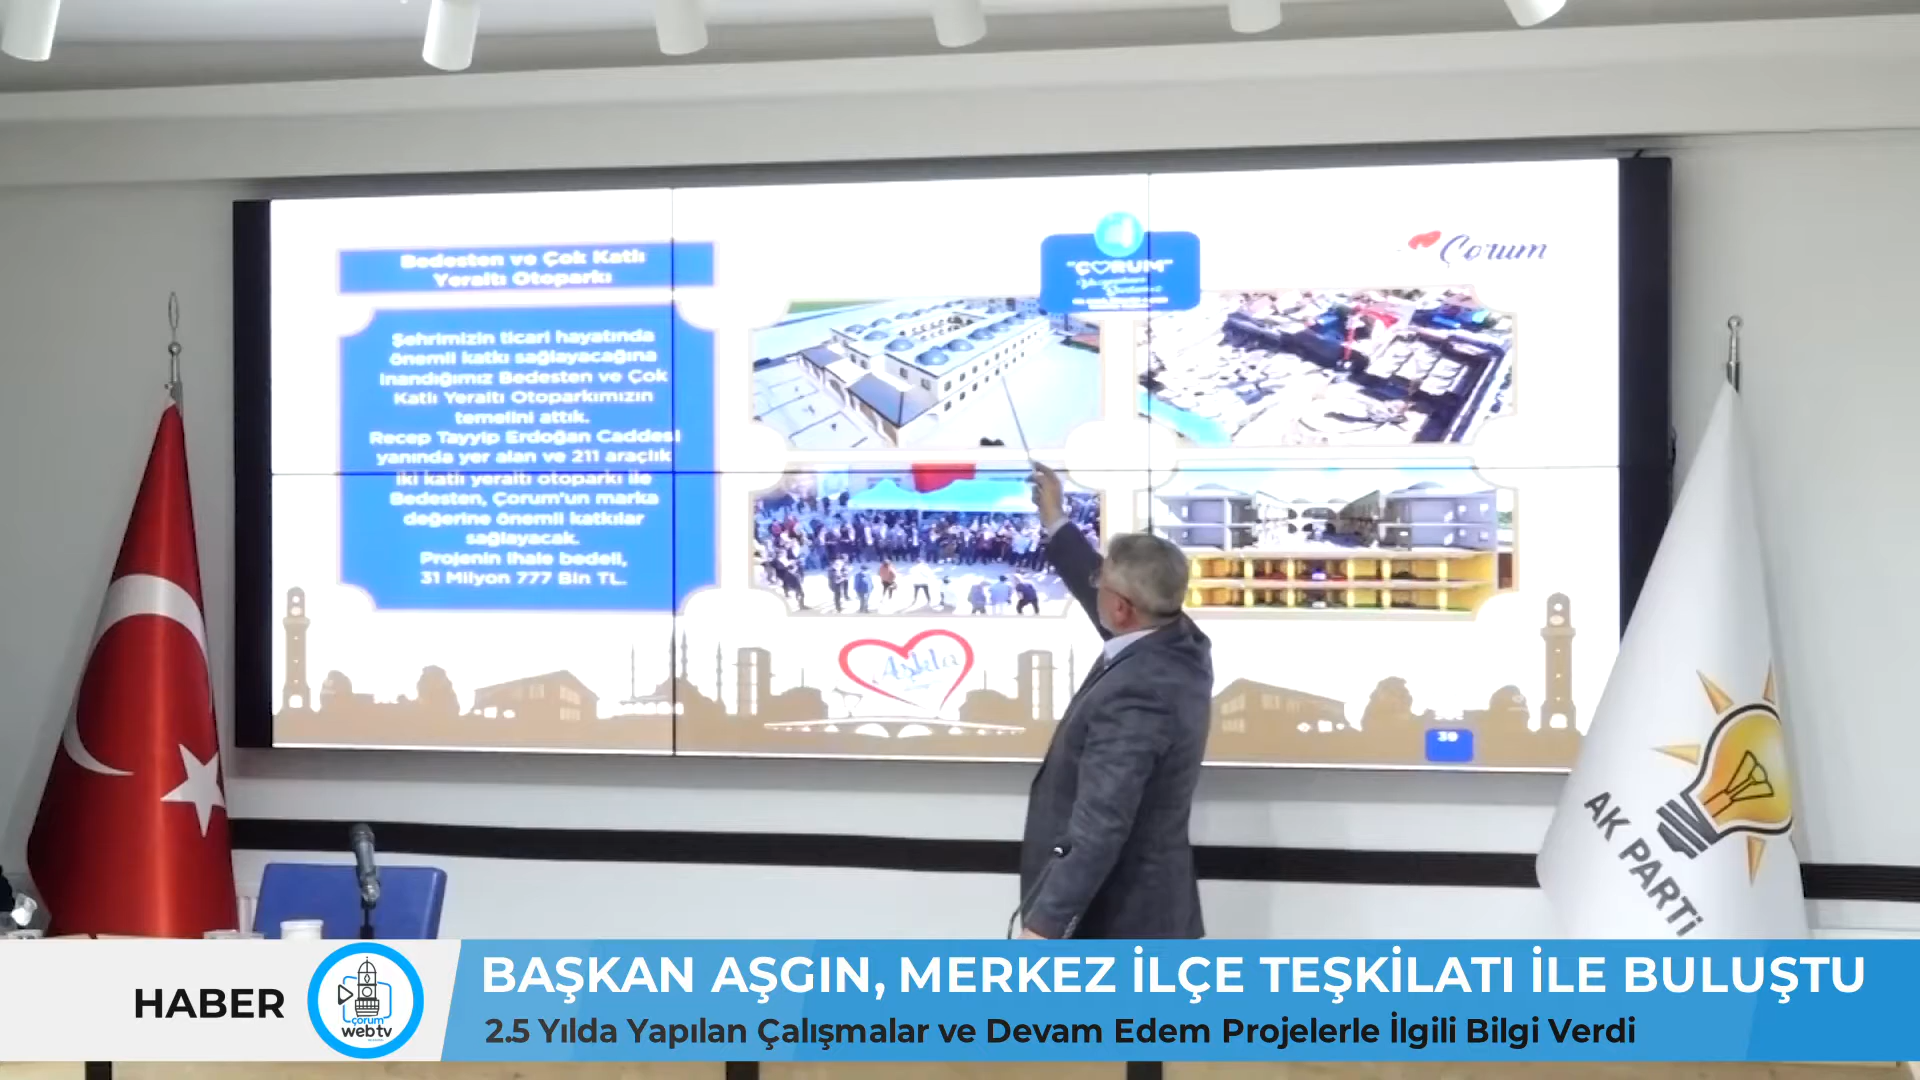 Bedesten ve Çok Katlı
Yeraltı Otoparkı
Şehrimizin ticari hayatında
önemli katkı sağlayacağına
inandığımız Bedesten ve Çok
Katlı Yeraltı Otoparkımızın
temelini attık.
Recep Tayyip Erdoğan Caddesi
yanında yer alan ve 211 araçlık
iki katlı yeraltı otoparkı ile
Bedesten, Çorum'un marka
değerine önemli katkılar
sağlayacak.
Projenin ihale bedeli,
31 Milyon 777 Bin TL.
"ÇORUM"
Çorum
Aşkla
39
AK PARTİ
HABER
çorum
webtv
BAŞKAN AŞGIN, MERKEZ İLÇE TEŞKİLATI İLE BULUŞTU
2.5 Yılda Yapılan Çalışmalar ve Devam Edem Projelerle İlgili Bilgi Verdi